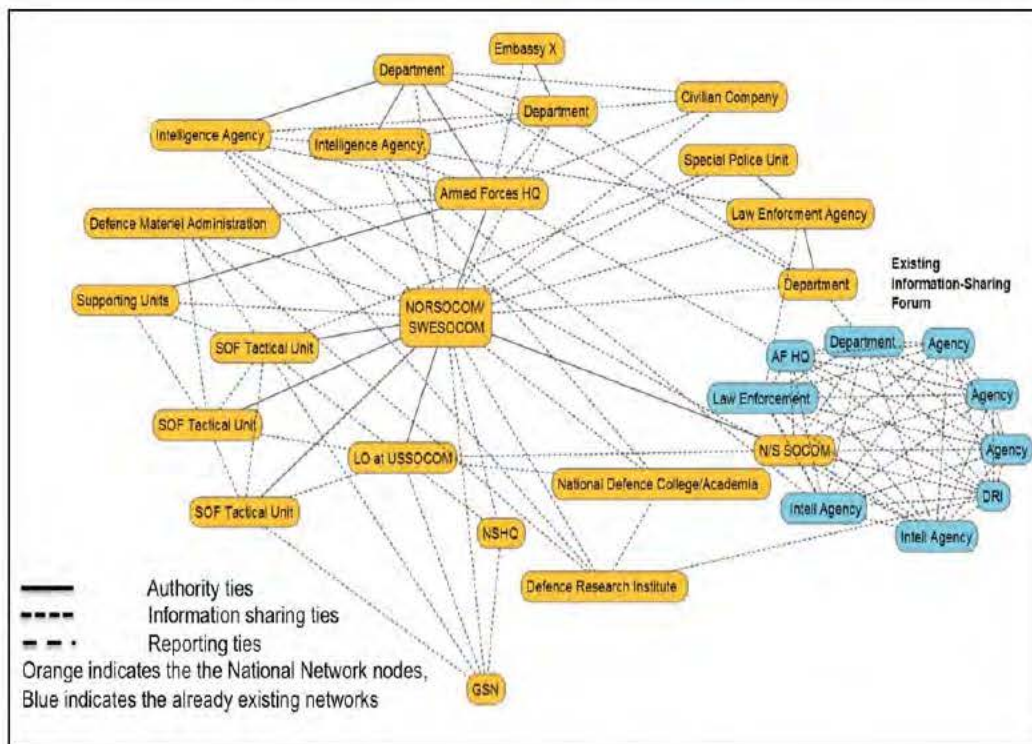 Embassy X
Department
Department
Civilian Company
Intelligence Agency
Intelligence Agency
Special Police Unit
Armed Forces HQ
Law Enforcment Agency
Defence Materiel Administration
Existing
Information-Sharing
Forum
Department
Supporting Units
NORSOCOM/
SWESOCOM
SOF Tactical Unit
AF HQ
Department
Agency
Law Enforcement
Agency
SOF Tactical Unit
LO at USSOCOM
N/S SOCOM
Agency
National Defence College/Academia
DRI
SOF Tactical Unit
Intell Agency
NSHQ
Intell Agency
Defence Research Institute
Authority ties
Information sharing ties
Reporting ties
Orange indicates the the National Network nodes,
Blue indicates the already existing networks
GSN